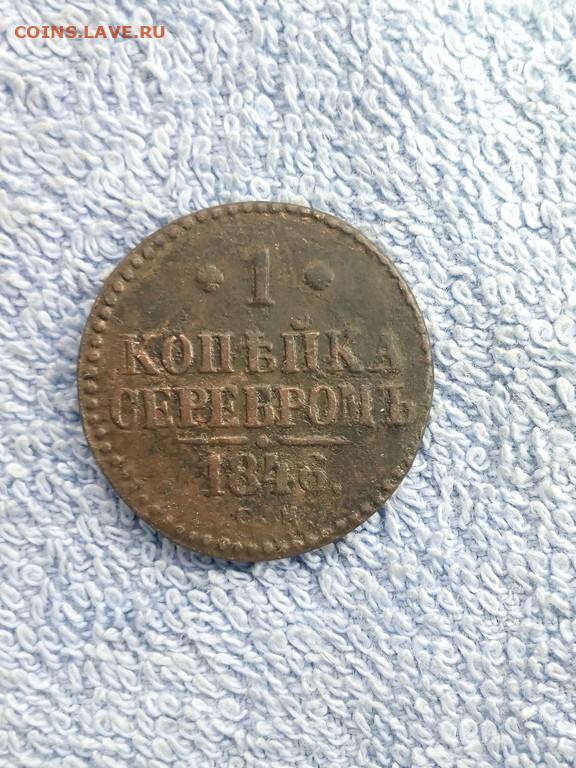 COINS.LAVE.RU
• 1 •
КОПѢЙКА
СЕРЕБРОМЪ
1846.
С.М.